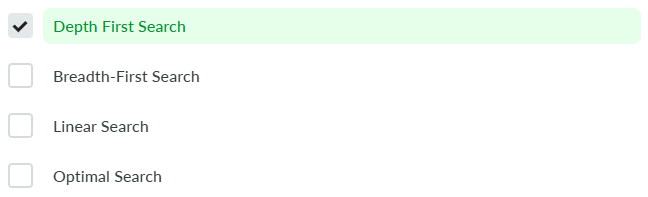 Depth First Search
Breadth-First Search
Linear Search
Optimal Search